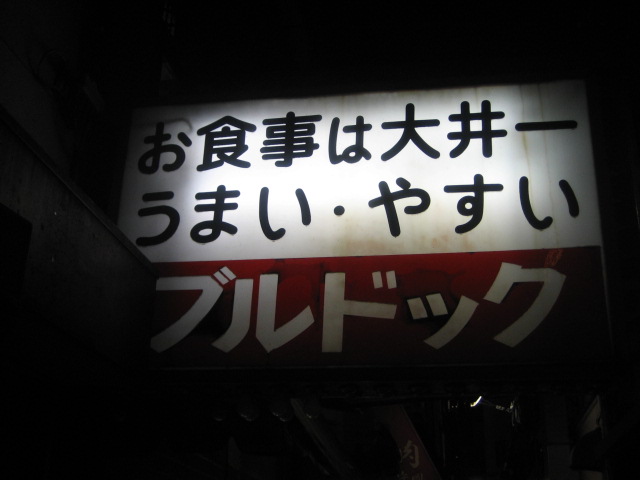 お食事は大井一
うまい・やすい
ブルドック